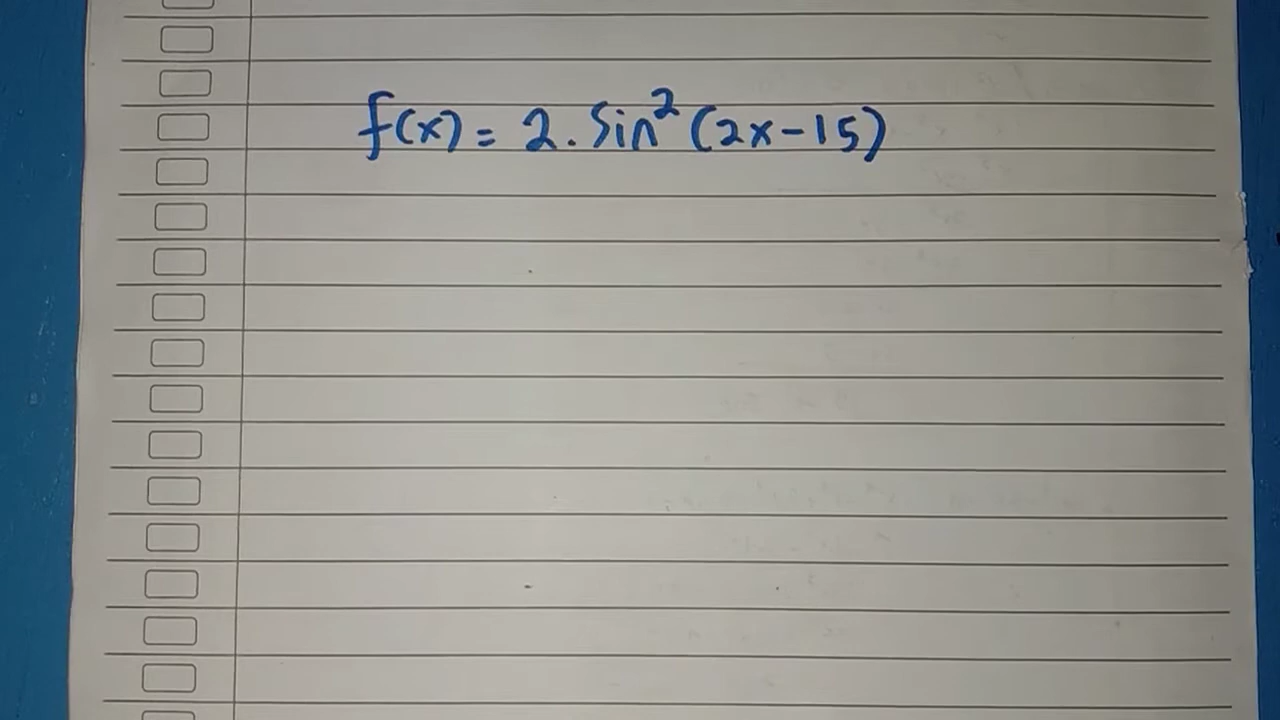 f(x) = 2. Sin² (2x-15)